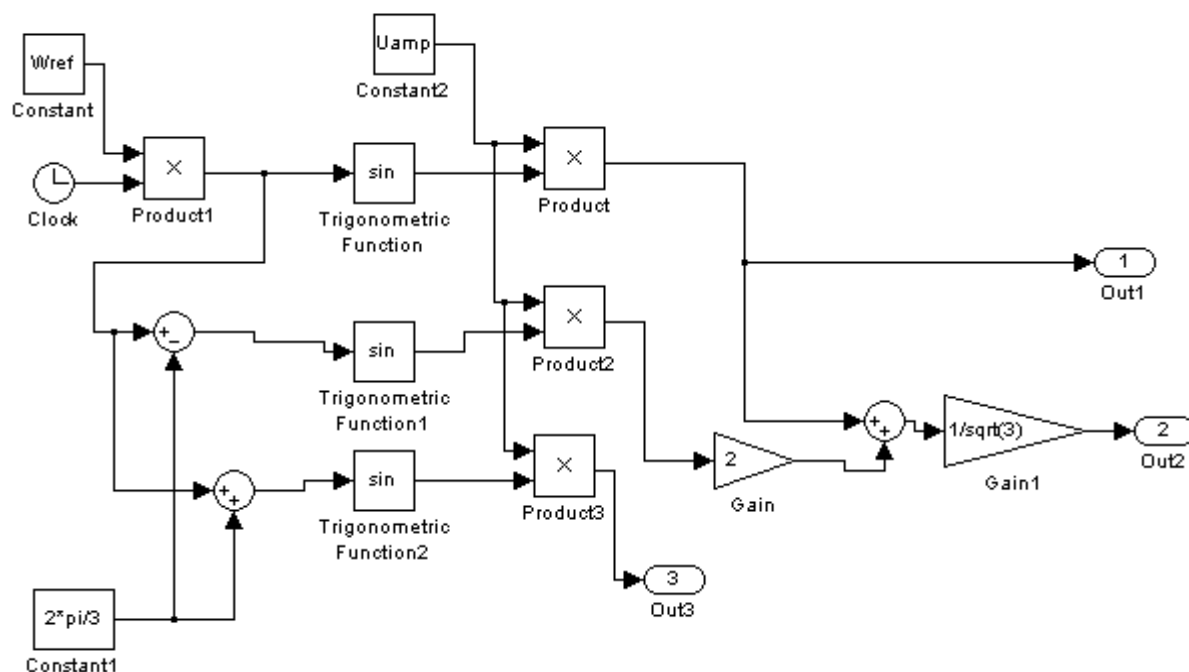 Wref
Constant
Uamp
Constant2
×
Product1
Clock
sin
Trigonometric
Function
×
Product
1
Out1
+
−
sin
Trigonometric
Function1
×
Product2
+
+
sin
Trigonometric
Function2
×
Product3
2
Gain
+
+
1/sqrt(3)
Gain1
2
Out2
3
Out3
2*pi/3
Constant1